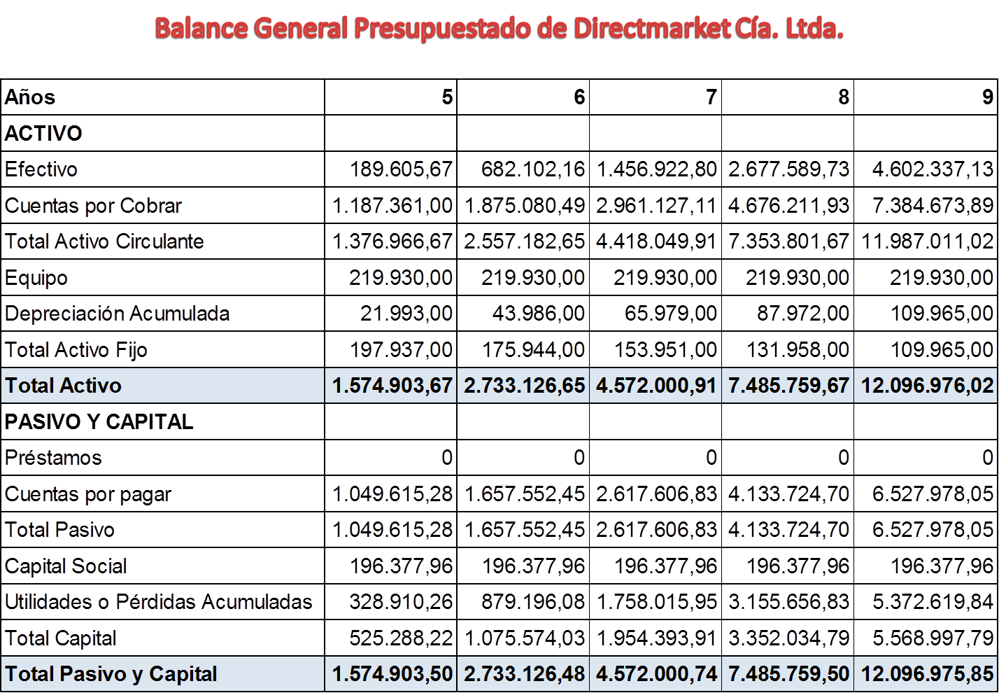 Balance General Presupuestado de Directmarket Cía. Ltda.
Años 5 6 7 8 9
ACTIVO
Efectivo 189.605,67 682.102,16 1.456.922,80 2.677.589,73 4.602.337,13
Cuentas por Cobrar 1.187.361,00 1.875.080,49 2.961.127,11 4.676.211,93 7.384.673,89
Total Activo Circulante 1.376.966,67 2.557.182,65 4.418.049,91 7.353.801,67 11.987.011,02
Equipo 219.930,00 219.930,00 219.930,00 219.930,00 219.930,00
Depreciación Acumulada 21.993,00 43.986,00 65.979,00 87.972,00 109.965,00
Total Activo Fijo 197.937,00 175.944,00 153.951,00 131.958,00 109.965,00
Total Activo 1.574.903,67 2.733.126,65 4.572.000,91 7.485.759,67 12.096.976,02
PASIVO Y CAPITAL
Préstamos 0 0 0 0 0
Cuentas por pagar 1.049.615,28 1.657.552,45 2.617.606,83 4.133.724,70 6.527.978,05
Total Pasivo 1.049.615,28 1.657.552,45 2.617.606,83 4.133.724,70 6.527.978,05
Capital Social 196.377,96 196.377,96 196.377,96 196.377,96 196.377,96
Utilidades o Pérdidas Acumuladas 328.910,26 879.196,08 1.758.015,95 3.155.656,83 5.372.619,84
Total Capital 525.288,22 1.075.574,03 1.954.393,91 3.352.034,79 5.568.997,79
Total Pasivo y Capital 1.574.903,50 2.733.126,48 4.572.000,74 7.485.759,50 12.096.975,85